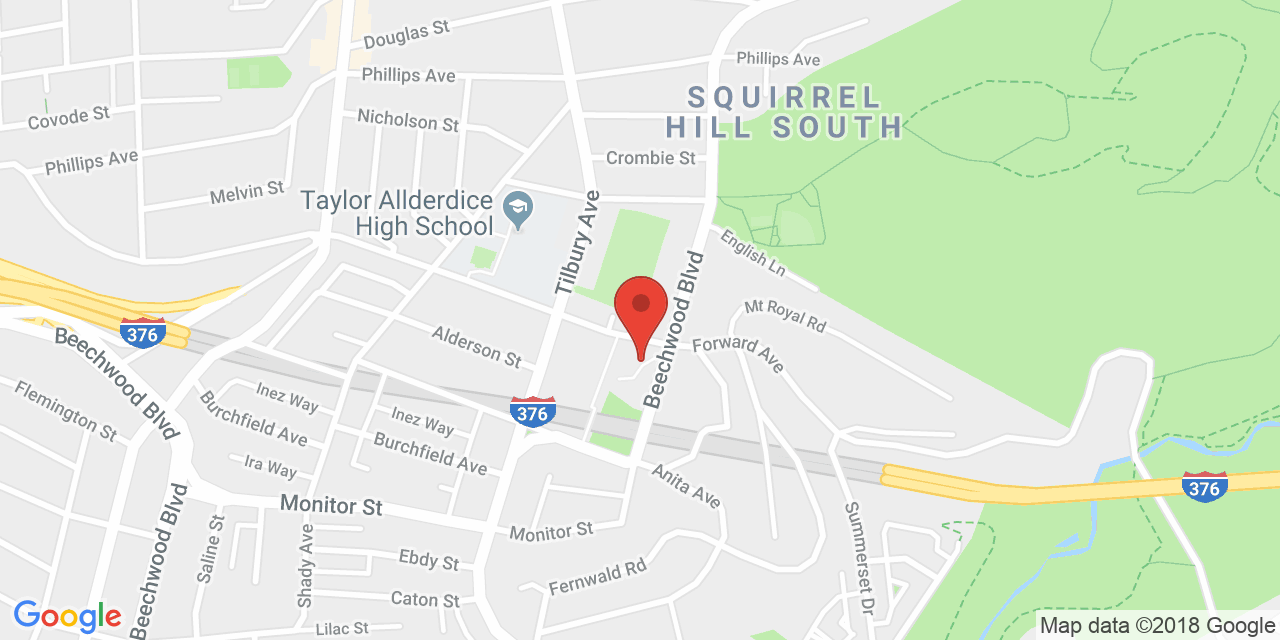 Douglas St
Phillips Ave
Phillips Ave
SQUIRREL
HILL SOUTH
Covode St
Nicholson St
Phillips Ave
Crombie St
Melvin St
Taylor Allderdice
High School
Tilbury Ave
English Ln
Beechwood Blvd
Mt Royal Rd
376
Beechwood Blvd
Alderson St
Forward Ave
Flemington St
Inez Way
Burchfield Ave
Inez Way
376
Burchfield Ave
Ira Way
Anita Ave
376
Monitor St
Monitor St
Summerset Dr
Saline St
Beechwood Blvd
Shady Ave
Ebdy St
Fernwald Rd
Caton St
Lilac St
Google
Map data ©2018 Google